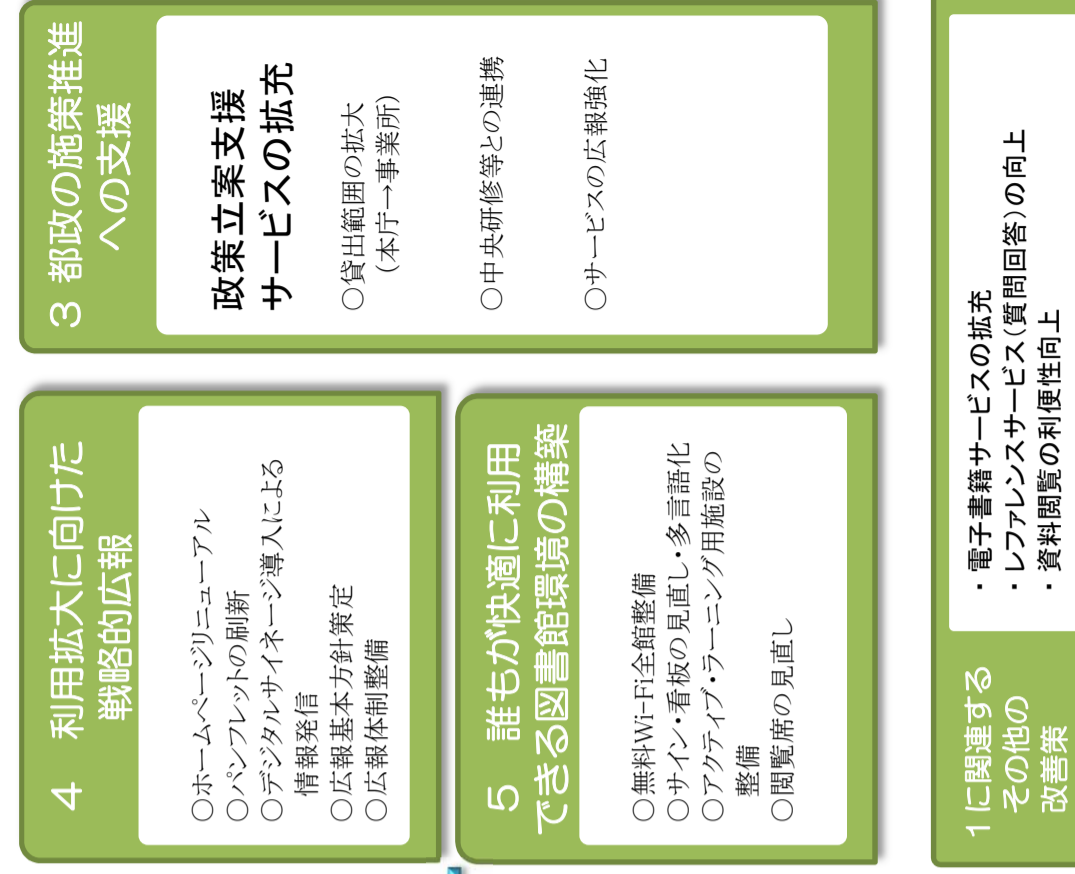 4 利用拡大に向けた
戦略的広報
○ホームページリニューアル
○パンフレットの刷新
○デジタルサイネージ導入による
情報発信
○広報基本方針策定
○広報体制整備
3 都政の施策推進
への支援
政策立案支援
サービスの拡充
○貸出範囲の拡大
(本庁→事業所)
○中央研修等との連携
○サービスの広報強化
5 誰もが快適に利用
できる図書館環境の構築
○無料Wi-Fi全館整備
○サイン・看板の見直し・多言語化
○アクティブ・ラーニング用施設の
整備
○閲覧席の見直し
1に関連する
その他の
改善策
・電子書籍サービスの拡充
・レファレンスサービス(質問回答)の向上
・資料閲覧の利便性向上